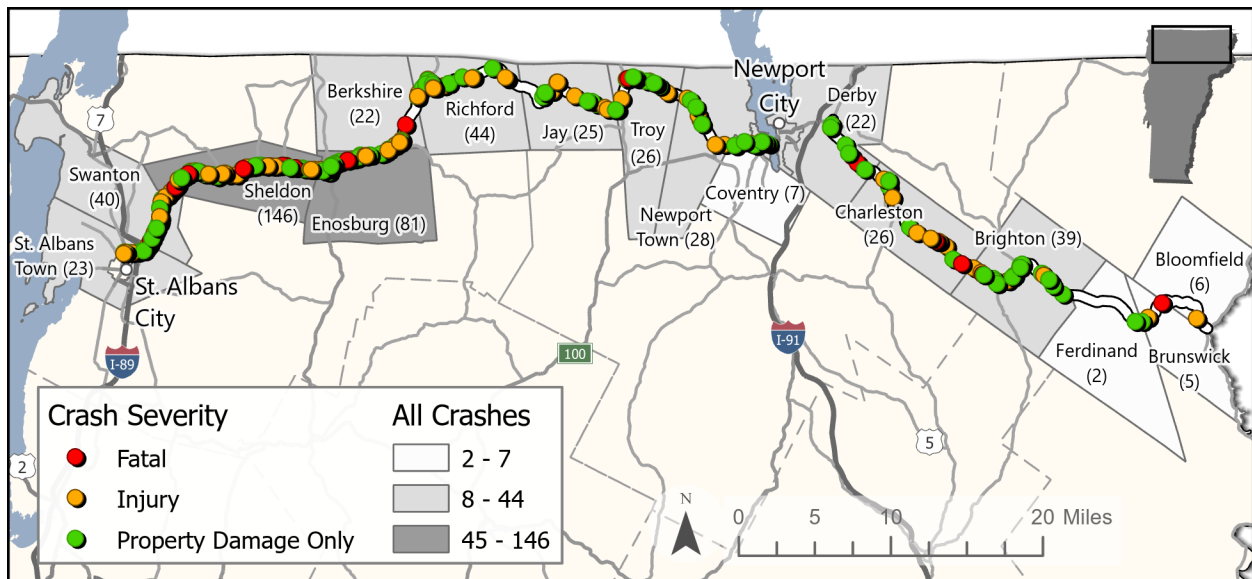 Newport
City
Derby
(22)
Berkshire
(22)
Richford
(44)
Jay (25)
Troy
(26)
7
Swanton
(40)
Sheldon
(146)
Enosburg (81)
Coventry (7)
Newport
Town (28)
Charleston
(26)
Brighton (39)
Bloomfield
(6)
St. Albans
Town (23)
St. Albans
City
I-89
100
I-91
Ferdinand
(2)
Brunswick
(5)
5
2
Crash Severity
Fatal
Injury
Property Damage Only
All Crashes
2 - 7
8 - 44
45 - 146
N
0 5 10 20 Miles